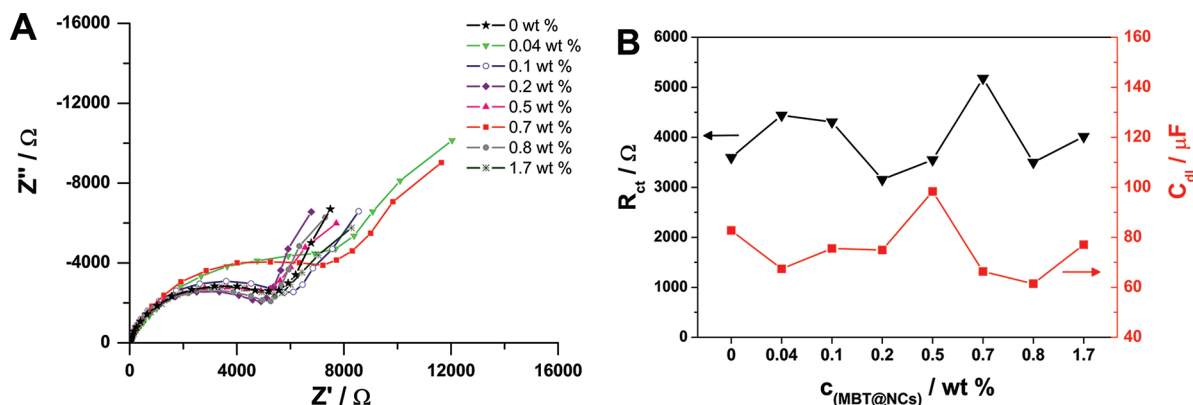 A
-16000
-12000
-8000
-4000
0
Z'' / Ω
0 4000 8000 12000 16000
Z' / Ω
0 wt %
0.04 wt %
0.1 wt %
0.2 wt %
0.5 wt %
0.7 wt %
0.8 wt %
1.7 wt %
B
6000
5000
4000
3000
2000
1000
0
Rct / Ω
0 0.04 0.1 0.2 0.5 0.7 0.8 1.7
c(MBT@NCs) / wt %
160
140
120
100
80
60
40
Cdl / μF